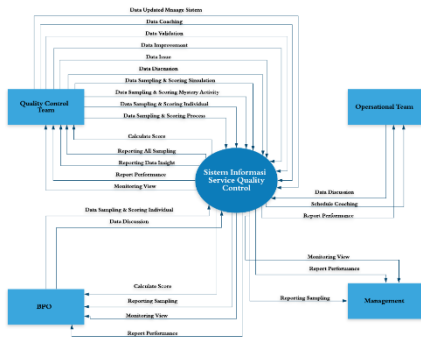 Data Updated Manage Sistem
Data Coaching
Data Validation
Data Improvement
Data Issue
Data Discussion
Data Sampling & Scoring Simulation
Data Sampling & Scoring Mystery Activity
Data Sampling & Scoring Individual
Data Sampling & Scoring Process
Quality Control
Team
Operational Team
Calculate Score
Reporting All Sampling
Reporting Data Insight
Report Performance
Monitoring View
Sistem Informasi
Service Quality
Control
Data Discussion
Schedule Coaching
Report Performance
Data Sampling & Scoring Individual
Data Discussion
Monitoring View
Report Performance
Calculate Score
Reporting Sampling
Monitoring View
Report Performance
BPO
Reporting Sampling
Management